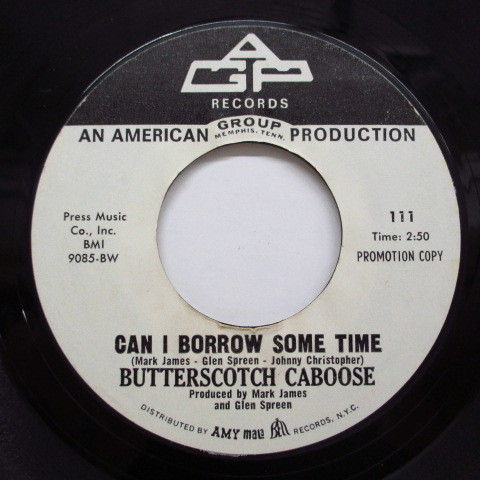 AGP
RECORDS
AN AMERICAN GROUP PRODUCTION
MEMPHIS, TENN.
Press Music
Co., Inc.
BMI
9085-BW
111
Time: 2:50
PROMOTION COPY
CAN I BORROW SOME TIME
(Mark James - Glen Spreen - Johnny Christopher)
BUTTERSCOTCH CABOOSE
Produced by Mark James
and Glen Spreen
DISTRIBUTED BY AMY mala Bell RECORDS, N.Y.C.